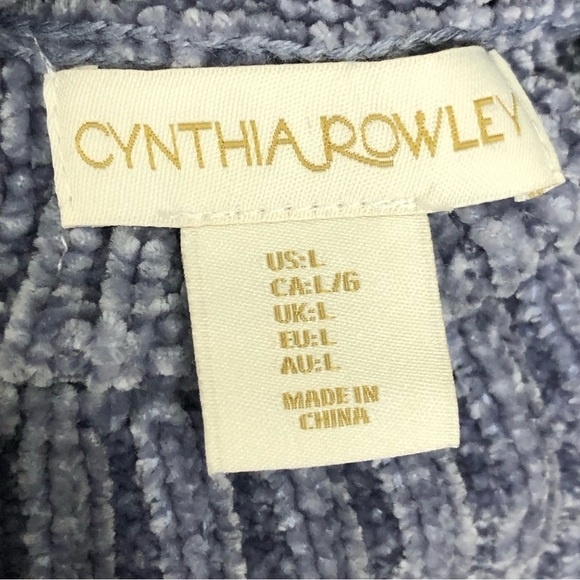 CYNTHIA ROWLEY
US:L
CA:L/G
UK:L
EU:L
AU:L
MADE IN
CHINA